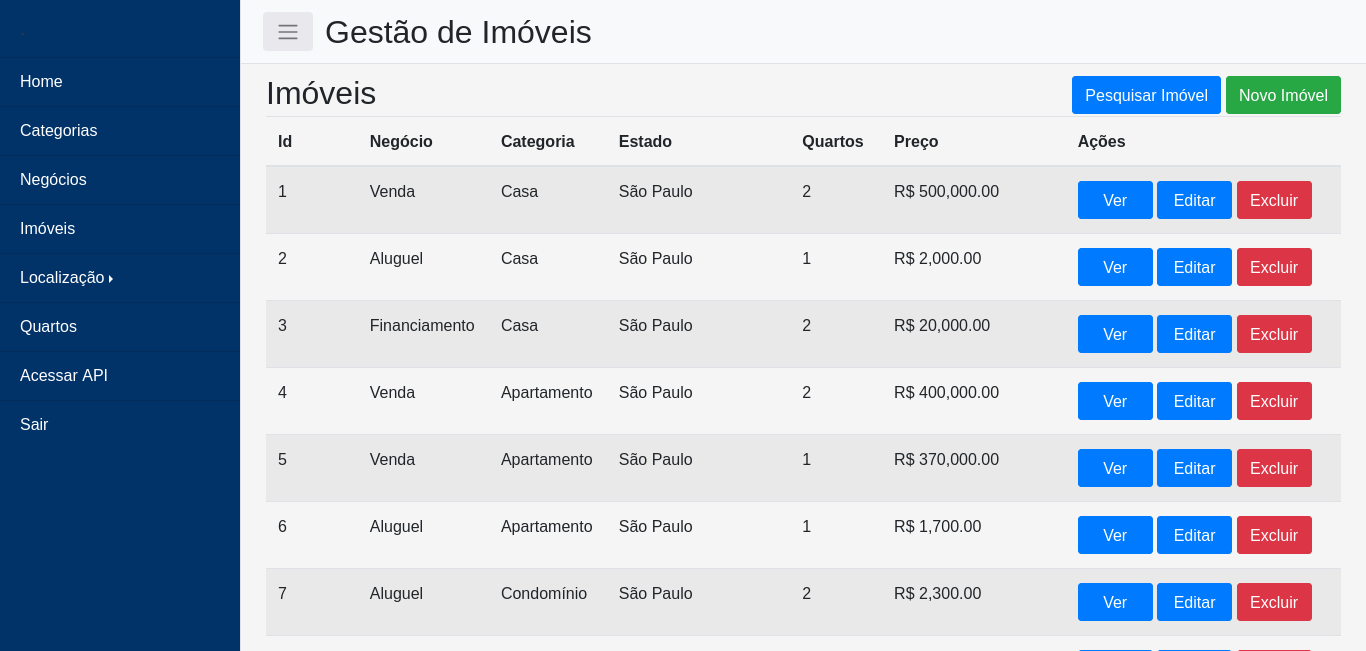 Gestão de Imóveis
Home
Categorias
Negócios
Imóveis
Localização
Quartos
Acessar API
Sair
Imóveis
Pesquisar Imóvel Novo Imóvel
Id Negócio Categoria Estado Quartos Preço Ações
1 Venda Casa São Paulo 2 R$ 500,000.00 Ver Editar Excluir
2 Aluguel Casa São Paulo 1 R$ 2,000.00 Ver Editar Excluir
3 Financiamento Casa São Paulo 2 R$ 20,000.00 Ver Editar Excluir
4 Venda Apartamento São Paulo 2 R$ 400,000.00 Ver Editar Excluir
5 Venda Apartamento São Paulo 1 R$ 370,000.00 Ver Editar Excluir
6 Aluguel Apartamento São Paulo 1 R$ 1,700.00 Ver Editar Excluir
7 Aluguel Condomínio São Paulo 2 R$ 2,300.00 Ver Editar Excluir